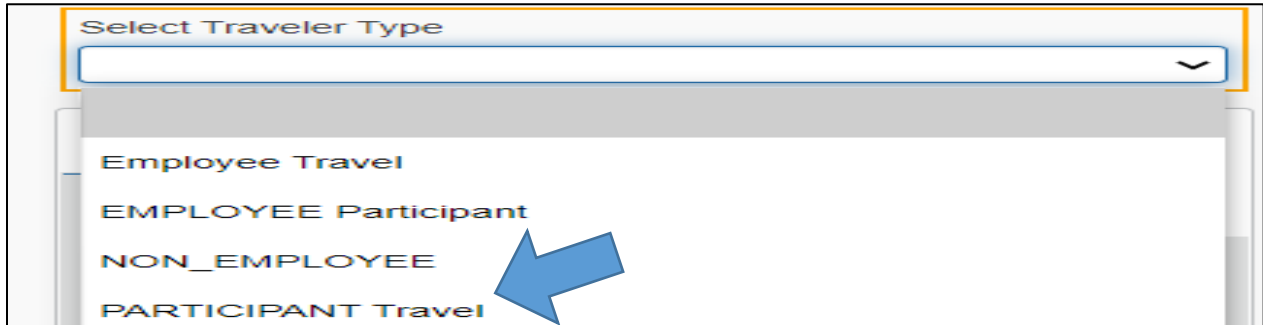 Select Traveler Type
Employee Travel
EMPLOYEE Participant
NON_EMPLOYEE
PARTICIPANT Travel